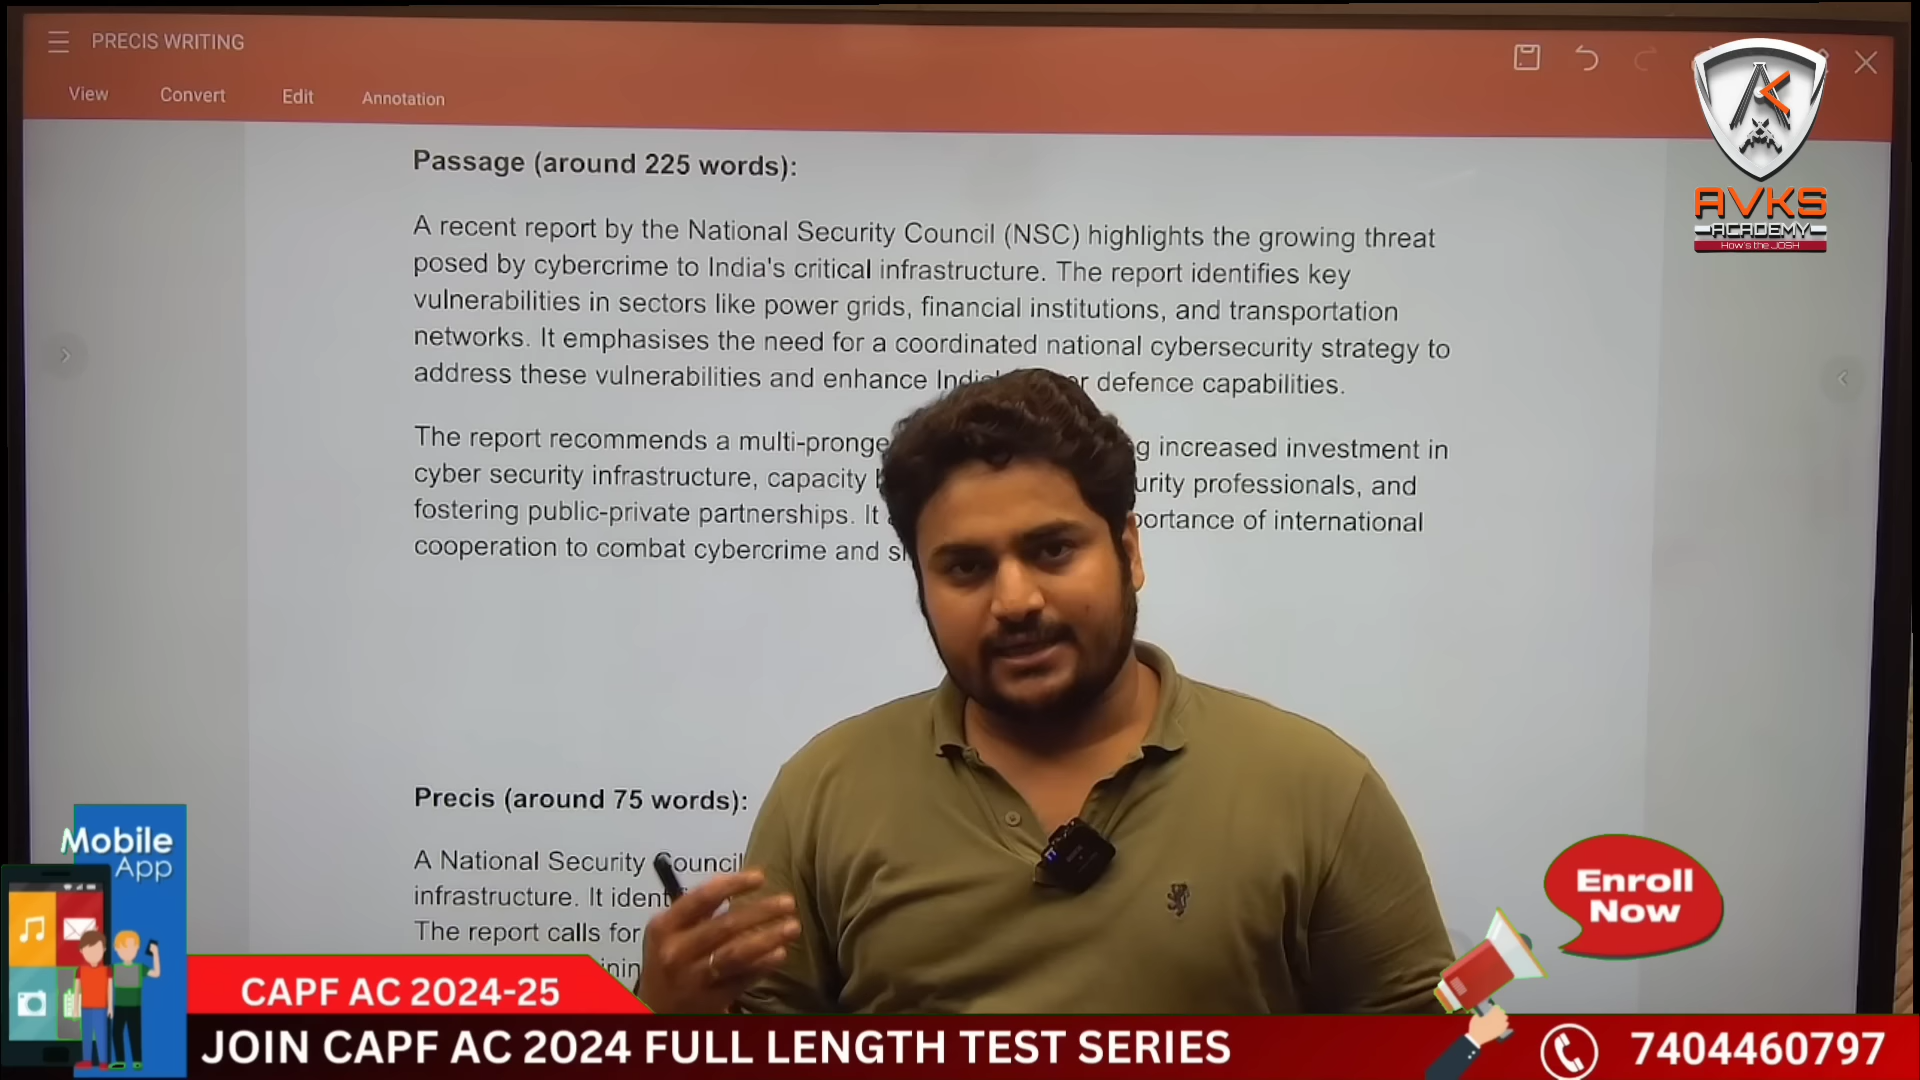 PRECIS WRITING
View Convert Edit Annotation
AVKS
ACADEMY
How's the JOSH
Passage (around 225 words):
A recent report by the National Security Council (NSC) highlights the growing threat
posed by cybercrime to India's critical infrastructure. The report identifies key
vulnerabilities in sectors like power grids, financial institutions, and transportation
networks. It emphasises the need for a coordinated national cybersecurity strategy to
address these vulnerabilities and enhance defence capabilities.
The report recommends a increased investment in
cyber security infrastructure, capacity professionals, and
fostering public-private partnerships. It of international
cooperation to combat cybercrime and
Precis (around 75 words):
A National Security Council
infrastructure. It
The report calls for
Mobile
App
Enroll
Now
CAPF AC 2024-25
JOIN CAPF AC 2024 FULL LENGTH TEST SERIES
7404460797